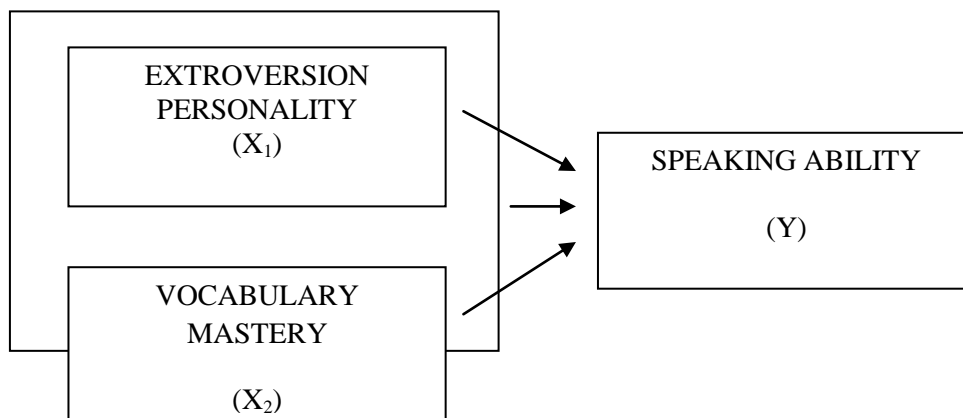 EXTROVERSION
PERSONALITY
(X₁)
SPEAKING ABILITY
(Y)
VOCABULARY
MASTERY
(X₂)